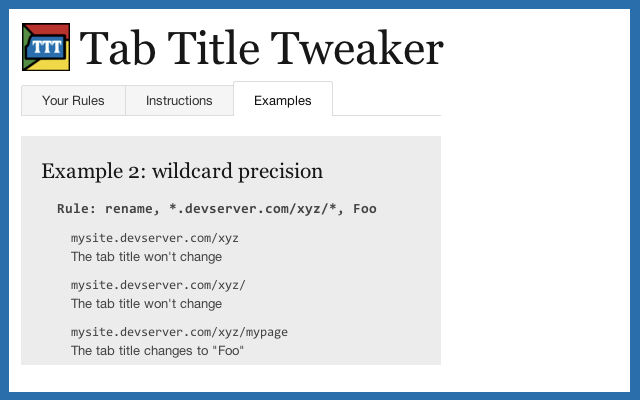 TTT Tab Title Tweaker
Your Rules Instructions Examples
Example 2: wildcard precision
Rule: rename, *.devserver.com/xyz/*, Foo
mysite.devserver.com/xyz
The tab title won't change
mysite.devserver.com/xyz/
The tab title won't change
mysite.devserver.com/xyz/mypage
The tab title changes to "Foo"